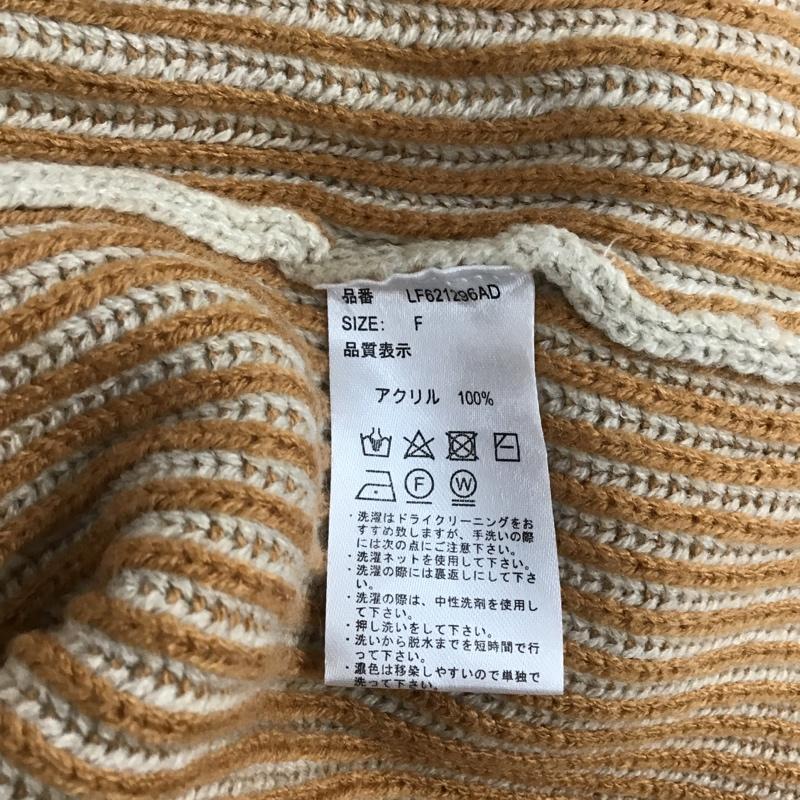 品番 LF621296AD
SIZE: F
品質表示
アクリル 100%
F W
・洗濯はドライクリーニングをお
すすめ致しますが、手洗いの際
には次の点にご注意下さい。
・洗濯ネットを使用して下さい。
・洗濯の際には裏返しにして下さ
い。
・洗濯の際は、中性洗剤を使用し
て下さい。
・押し洗いをして下さい。
・洗いから脱水までを短時間で行
って下さい。
・濃色は移染しやすいので単独で
洗って下さい。